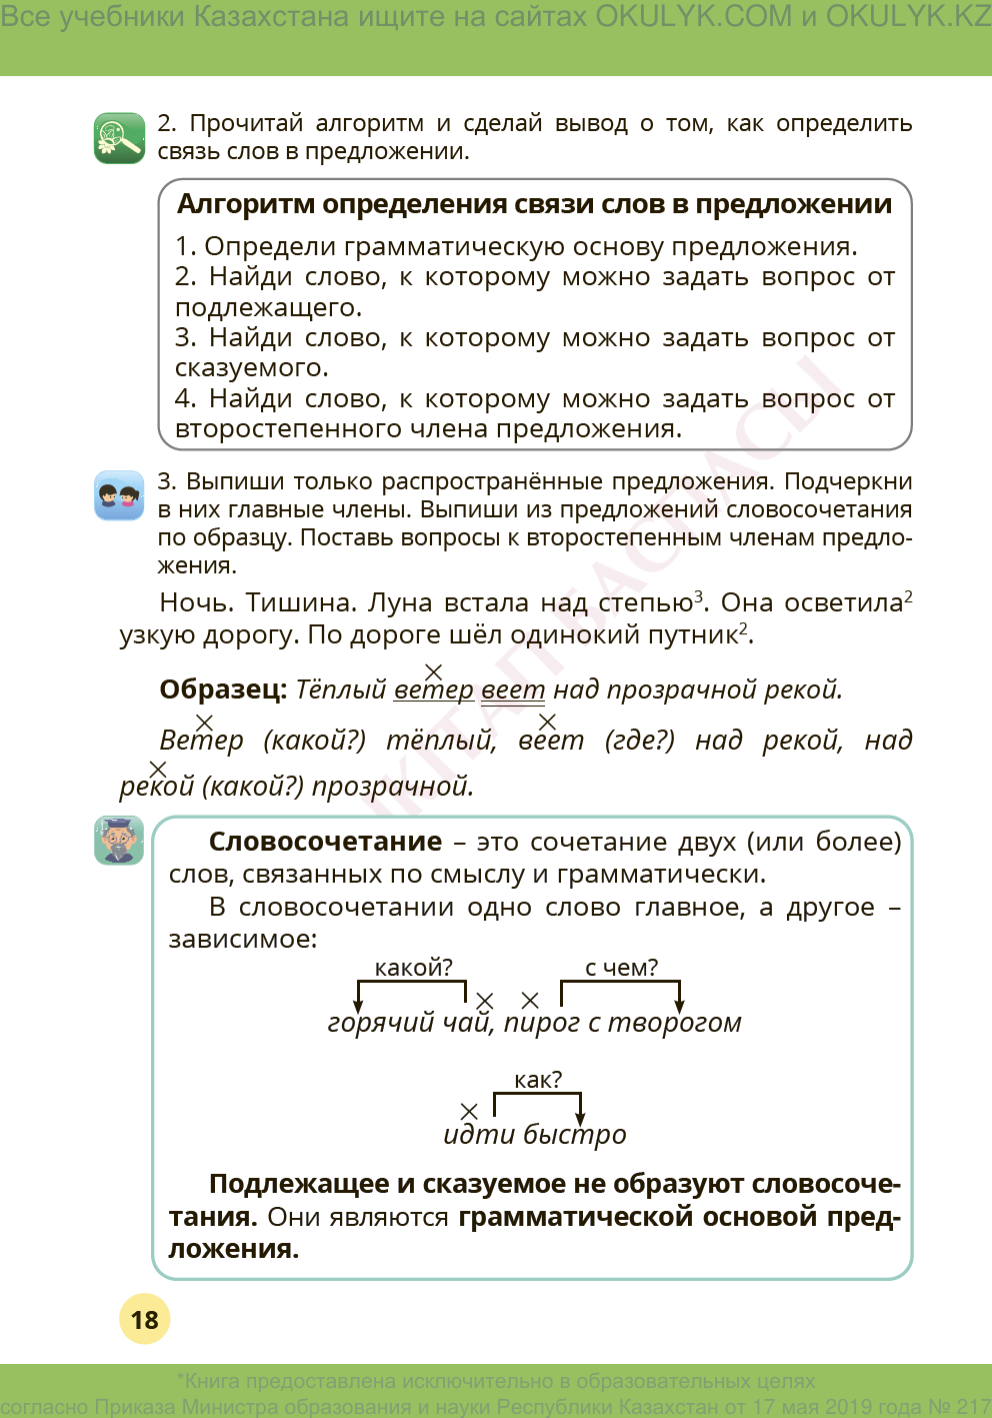 Все учебники Казахстана ищите на сайтах OKULYK.COM и OKULYK.KZ
2. Прочитай алгоритм и сделай вывод о том, как определить
связь слов в предложении.
Алгоритм определения связи слов в предложении
1. Определи грамматическую основу предложения.
2. Найди слово, к которому можно задать вопрос от
подлежащего.
3. Найди слово, к которому можно задать вопрос от
сказуемого.
4. Найди слово, к которому можно задать вопрос от
второстепенного члена предложения.
3. Выпиши только распространённые предложения. Подчеркни
в них главные члены. Выпиши из предложений словосочетания
по образцу. Поставь вопросы к второстепенным членам предло-
жения.
Ночь. Тишина. Луна встала над степью³. Она осветила²
узкую дорогу. По дороге шёл одинокий путник².
Образец: Тёплый ветер веет над прозрачной рекой.
Ветер (какой?) тёплый, веет (где?) над рекой, над
рекой (какой?) прозрачной.
Словосочетание – это сочетание двух (или более)
слов, связанных по смыслу и грамматически.
В словосочетании одно слово главное, а другое –
зависимое:
какой? с чем?
горячий чай, пирог с творогом
как?
идти быстро
Подлежащее и сказуемое не образуют словосоче-
тания. Они являются грамматической основой пред-
ложения.
18
*Книга предоставлена исключительно в образовательных целях
согласно Приказа Министра образования и науки Республики Казахстан от 17 мая 2019 года № 217